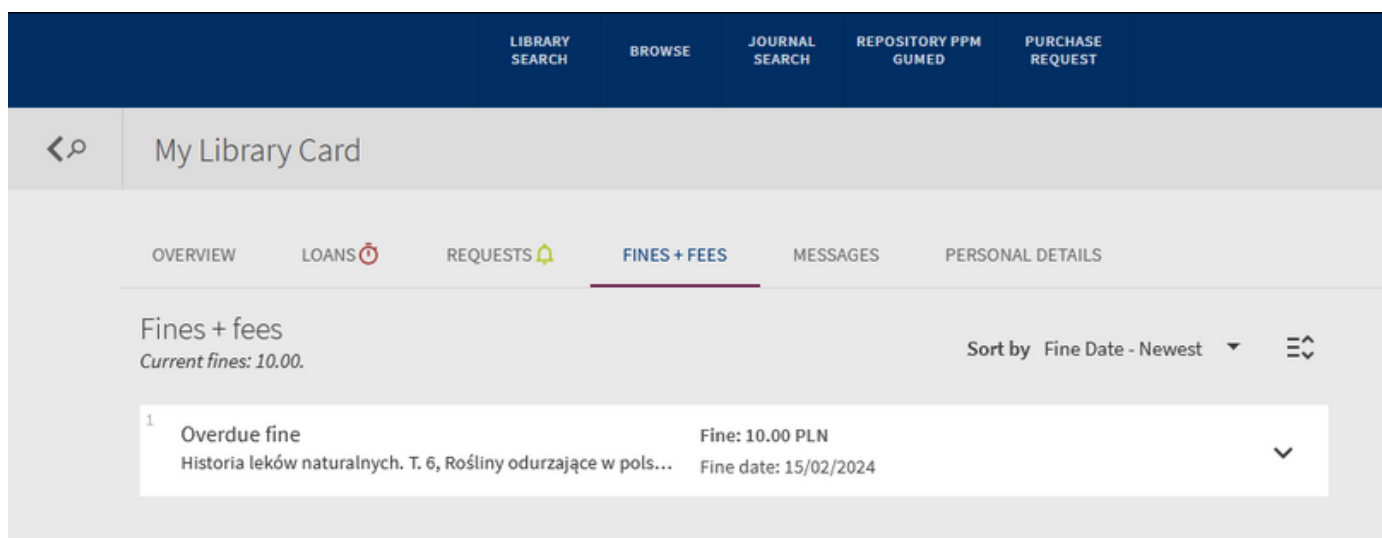 LIBRARY SEARCH
BROWSE
JOURNAL SEARCH
REPOSITORY PPM GUMED
PURCHASE REQUEST
My Library Card
OVERVIEW
LOANS
REQUESTS
FINES + FEES
MESSAGES
PERSONAL DETAILS
Fines + fees
Current fines: 10.00.
Sort by Fine Date - Newest
1
Overdue fine
Historia leków naturalnych. T. 6, Rośliny odurzające w pols...
Fine: 10.00 PLN
Fine date: 15/02/2024